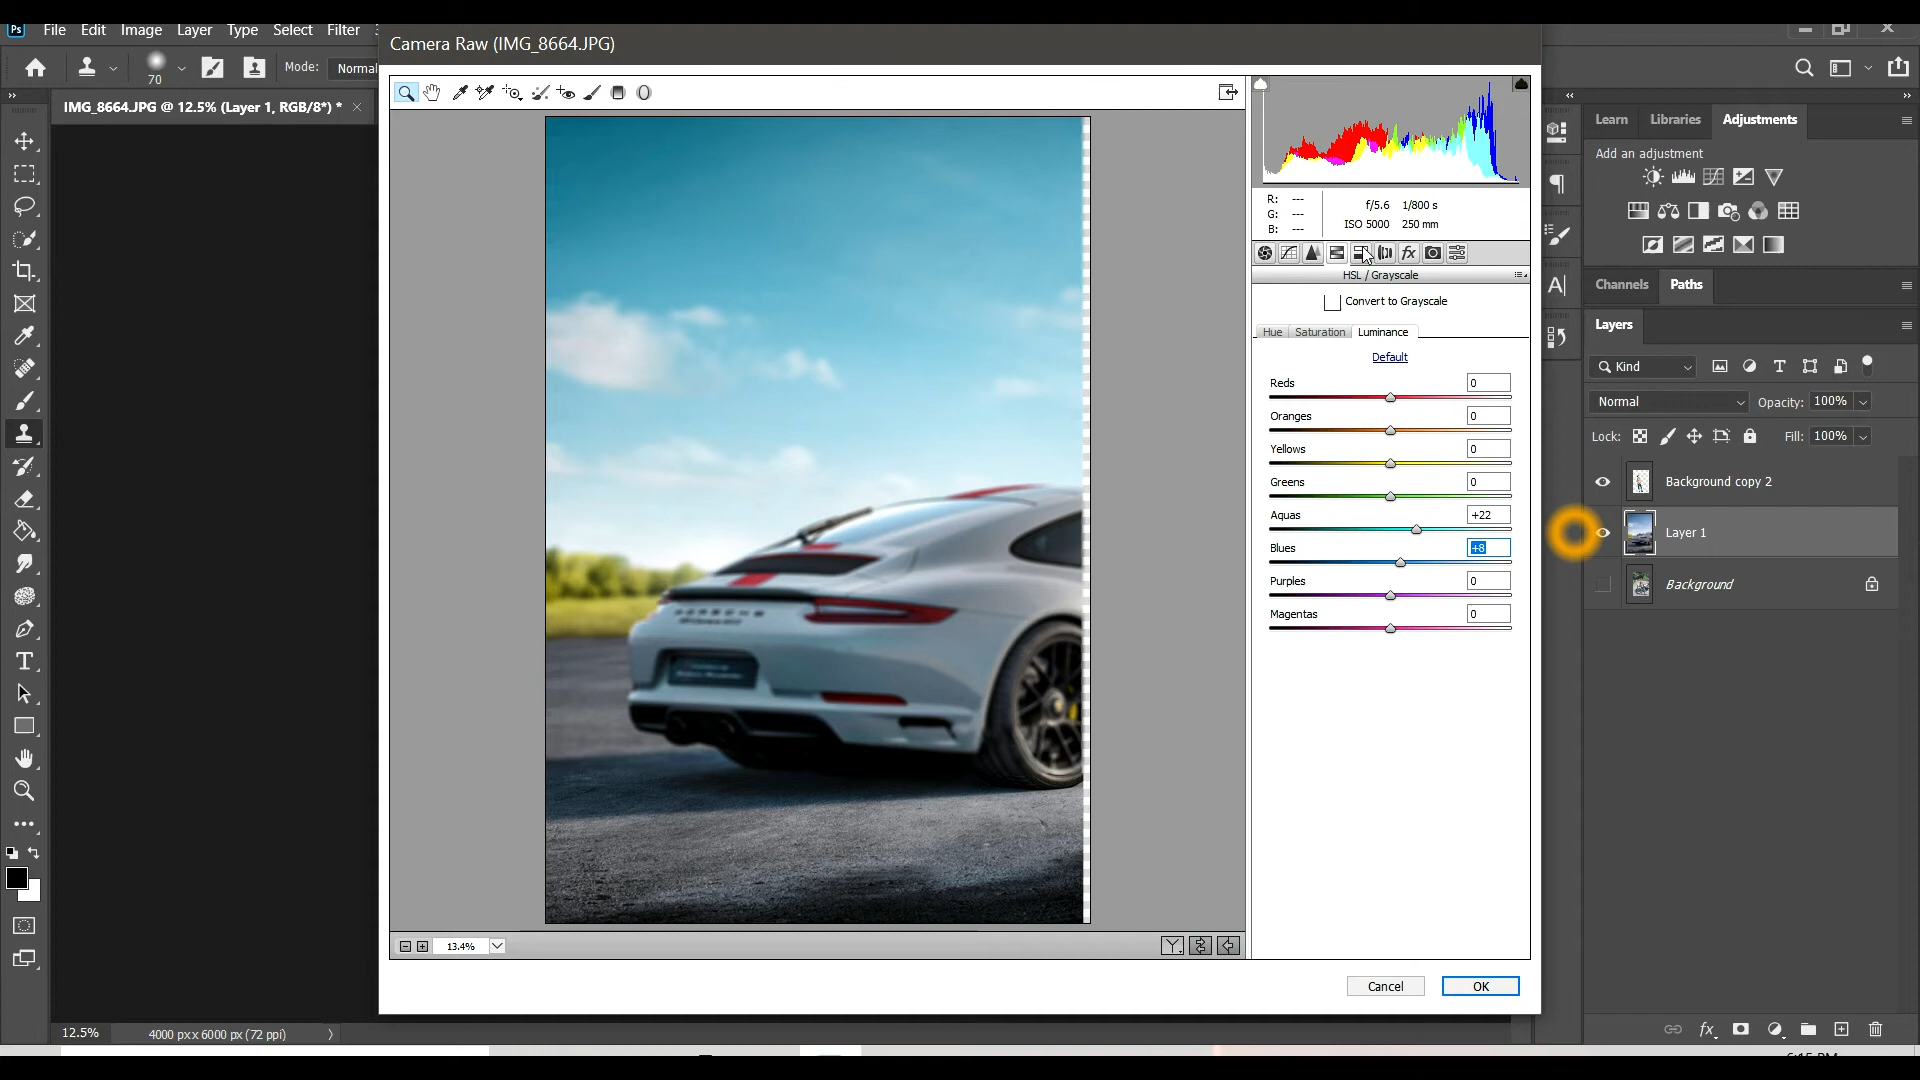 Ps File Edit Image Layer Type Select Filter
Camera Raw (IMG_8664.JPG)
70 Mode: Normal
IMG_8664.JPG @ 12.5% (Layer 1, RGB/8*) *
R: ---
G: ---
B: ---
f/5.6 1/800 s
ISO 5000 250 mm
HSL / Grayscale
Convert to Grayscale
Hue Saturation Luminance
Default
Reds 0
Oranges 0
Yellows 0
Greens 0
Aquas +22
Blues +8
Purples 0
Magentas 0
PORSCHE
13.4%
Cancel OK
12.5% 4000 px x 6000 px (72 ppi)
Learn Libraries Adjustments
Add an adjustment
Channels Paths
Layers
Kind
Normal Opacity: 100%
Lock: Fill: 100%
Background copy 2
Layer 1
Background
fx